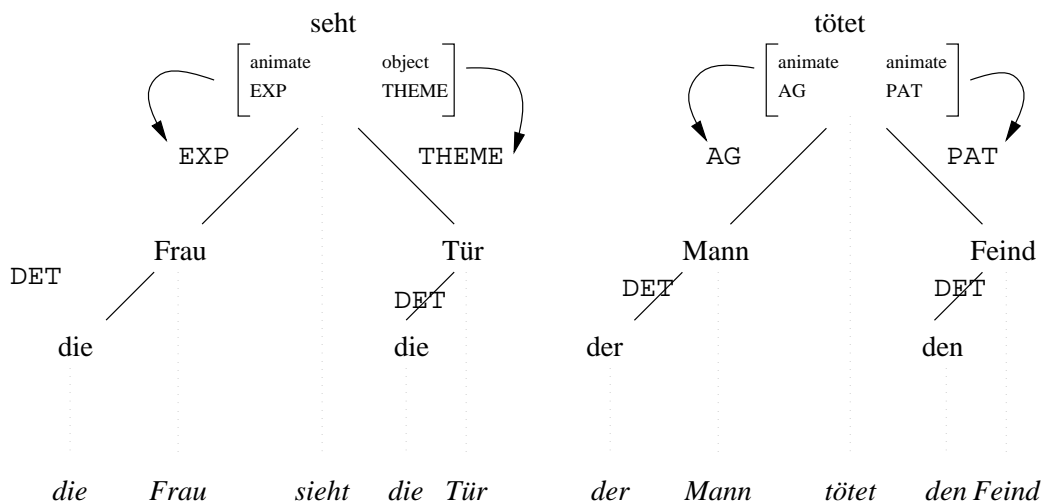 seht tötet
animate object animate animate
EXP THEME AG PAT
EXP THEME AG PAT
Frau Tür Mann Feind
DET DET DET DET
die die der den
die Frau sieht die Tür der Mann tötet den Feind